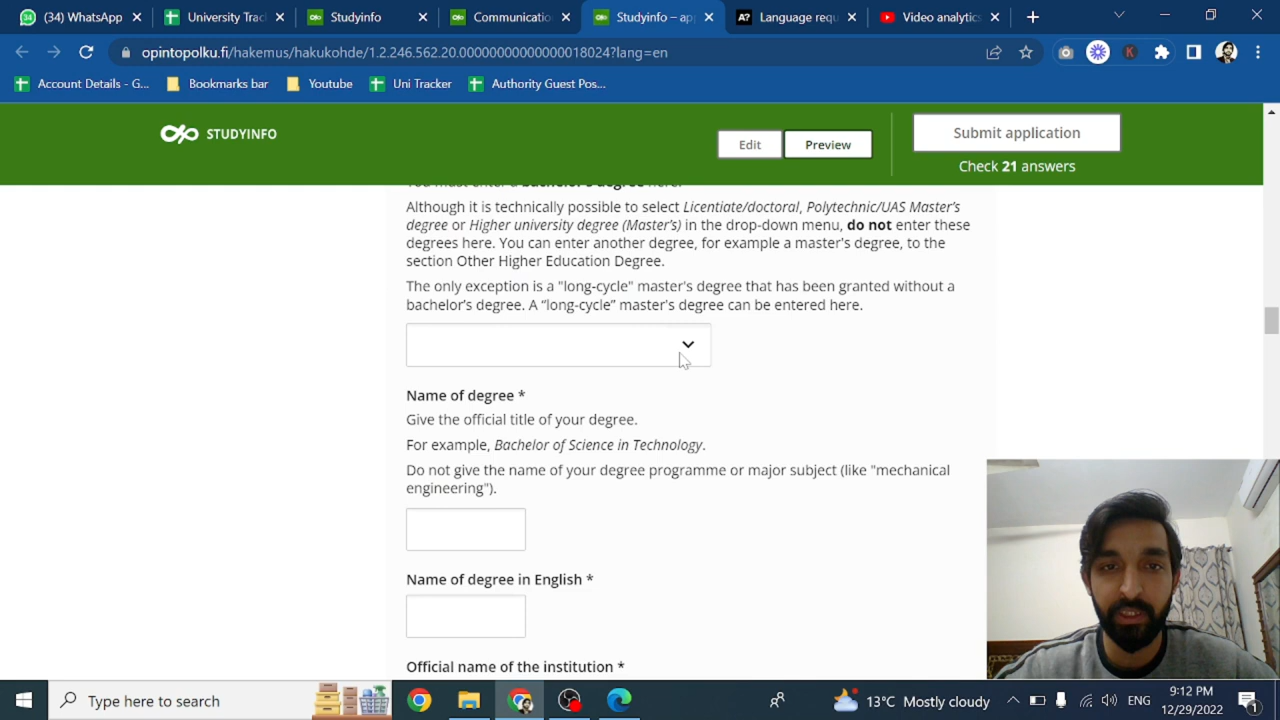 (34) WhatsApp
University Trac
Studyinfo
Communicatio
Studyinfo – ap
A? Language requ
Video analytics
opintopolku.fi/hakemus/hakukohde/1.2.246.562.20.00000000000000018024?lang=en
Account Details - G...
Bookmarks bar
Youtube
Uni Tracker
Authority Guest Pos...
STUDYINFO
Edit
Preview
Submit application
Check 21 answers
You must enter a bachelor's degree here.
Although it is technically possible to select Licentiate/doctoral, Polytechnic/UAS Master's
degree or Higher university degree (Master's) in the drop-down menu, do not enter these
degrees here. You can enter another degree, for example a master's degree, to the
section Other Higher Education Degree.
The only exception is a "long-cycle" master's degree that has been granted without a
bachelor's degree. A “long-cycle” master's degree can be entered here.
Name of degree *
Give the official title of your degree.
For example, Bachelor of Science in Technology.
Do not give the name of your degree programme or major subject (like "mechanical
engineering").
Name of degree in English *
Official name of the institution *
Type here to search
13°C Mostly cloudy
ENG
9:12 PM
12/29/2022